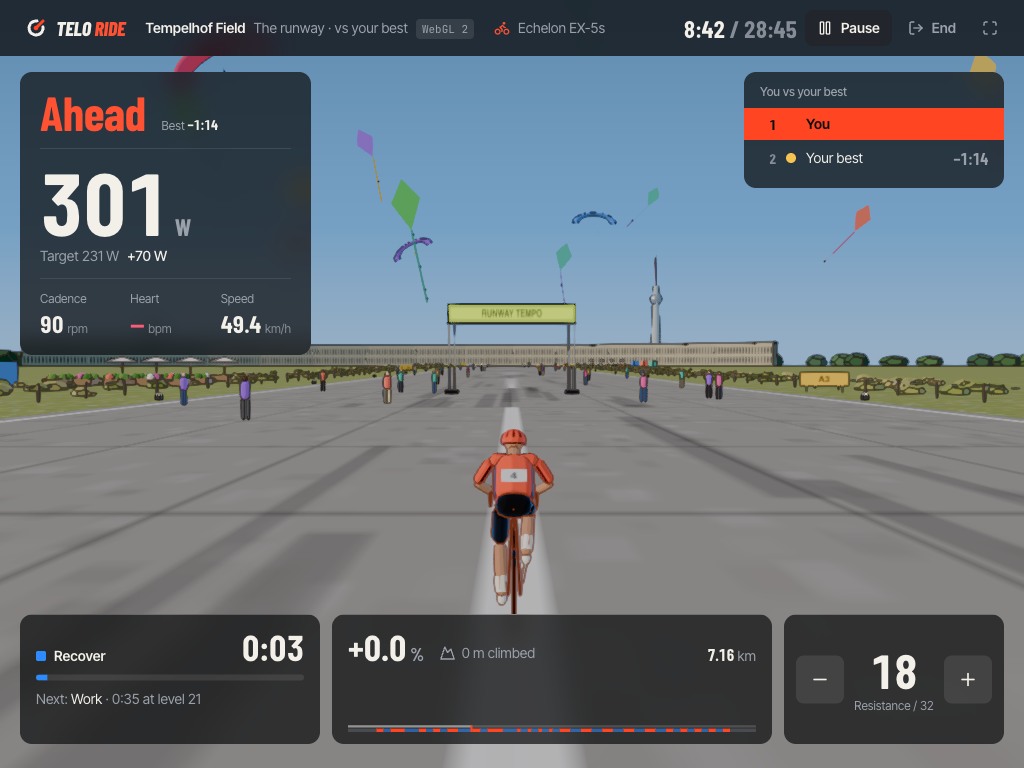 TELO RIDE Tempelhof Field The runway · vs your best WebGL 2 Echelon EX-5s 8:42 / 28:45 Pause End
Ahead Best −1:14
301 W
Target 231 W +70 W
Cadence Heart Speed
90 rpm – bpm 49.4 km/h
You vs your best
1 You
2 Your best −1:14
RUNWAY TEMPO
A3
4
Recover 0:03
Next: Work · 0:35 at level 21
+0.0 % 0 m climbed 7.16 km
− 18 +
Resistance / 32